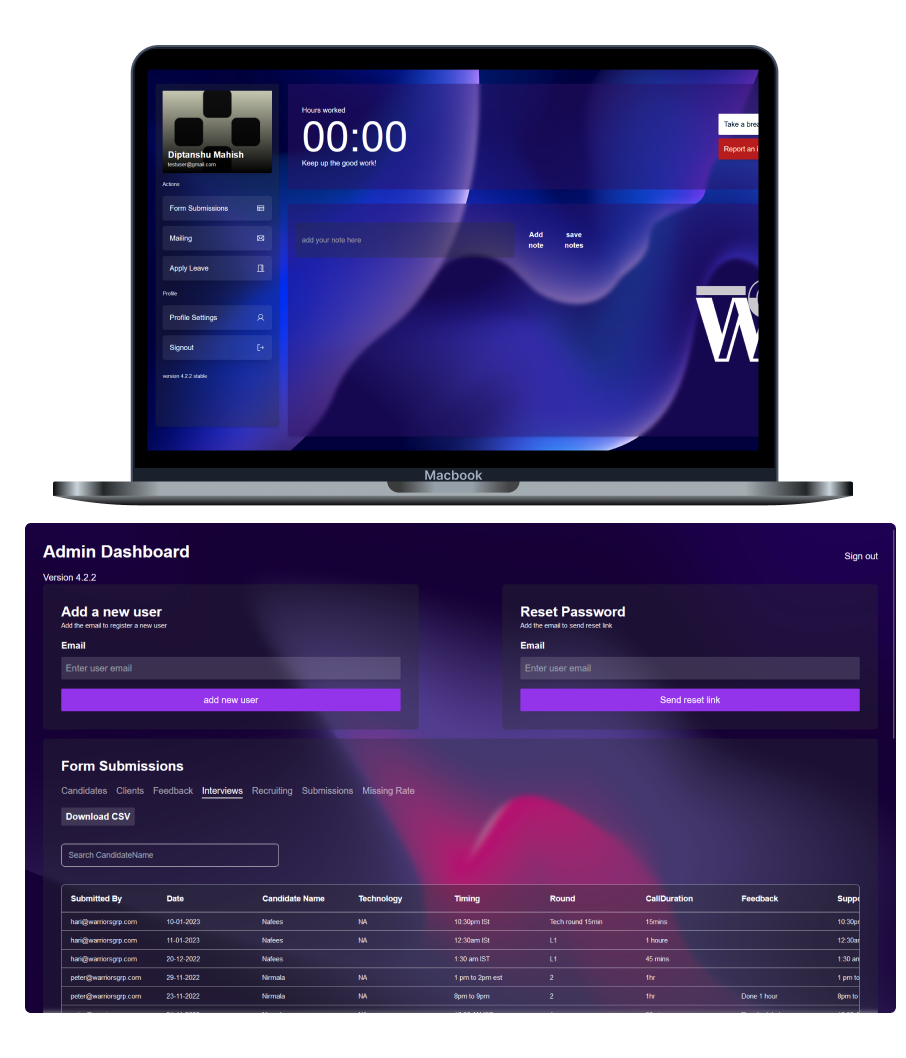 Hours worked
00:00
Keep up the good work!
Take a
Report an
Diptanshu Mahish
testuser@gmail.com
Actions
Form Submissions
Mailing
Apply Leave
Profile
Profile Settings
Signout
version 4.2.2 stable
add your note here
Add note
save notes
W
Macbook
Admin Dashboard
Sign out
Version 4.2.2
Add a new user
Add the email to register a new user
Email
Enter user email
add new user
Reset Password
Add the email to send reset link
Email
Enter user email
Send reset link
Form Submissions
Candidates Clients Feedback Interviews Recruiting Submissions Missing Rate
Download CSV
Search CandidateName
Submitted By Date Candidate Name Technology Timing Round CallDuration Feedback
hari@warriorsgrp.com 10-01-2023 Nafees NA 10:30pm ISt Tech round 15min 15mins 10:30p
hari@warriorsgrp.com 11-01-2023 Nafees NA 12:30am ISt L1 1 houre 12:30a
hari@warriorsgrp.com 20-12-2022 Nafees 1:30 am IST L1 45 mins 1:30 a
peter@warriorsgrp.com 29-11-2022 Nirmala NA 1 pm to 2pm est 2 1hr 1 pm to
peter@warriorsgrp.com 23-11-2022 Nirmala NA 8pm to 9pm 2 1hr Done 1 hour 8pm to